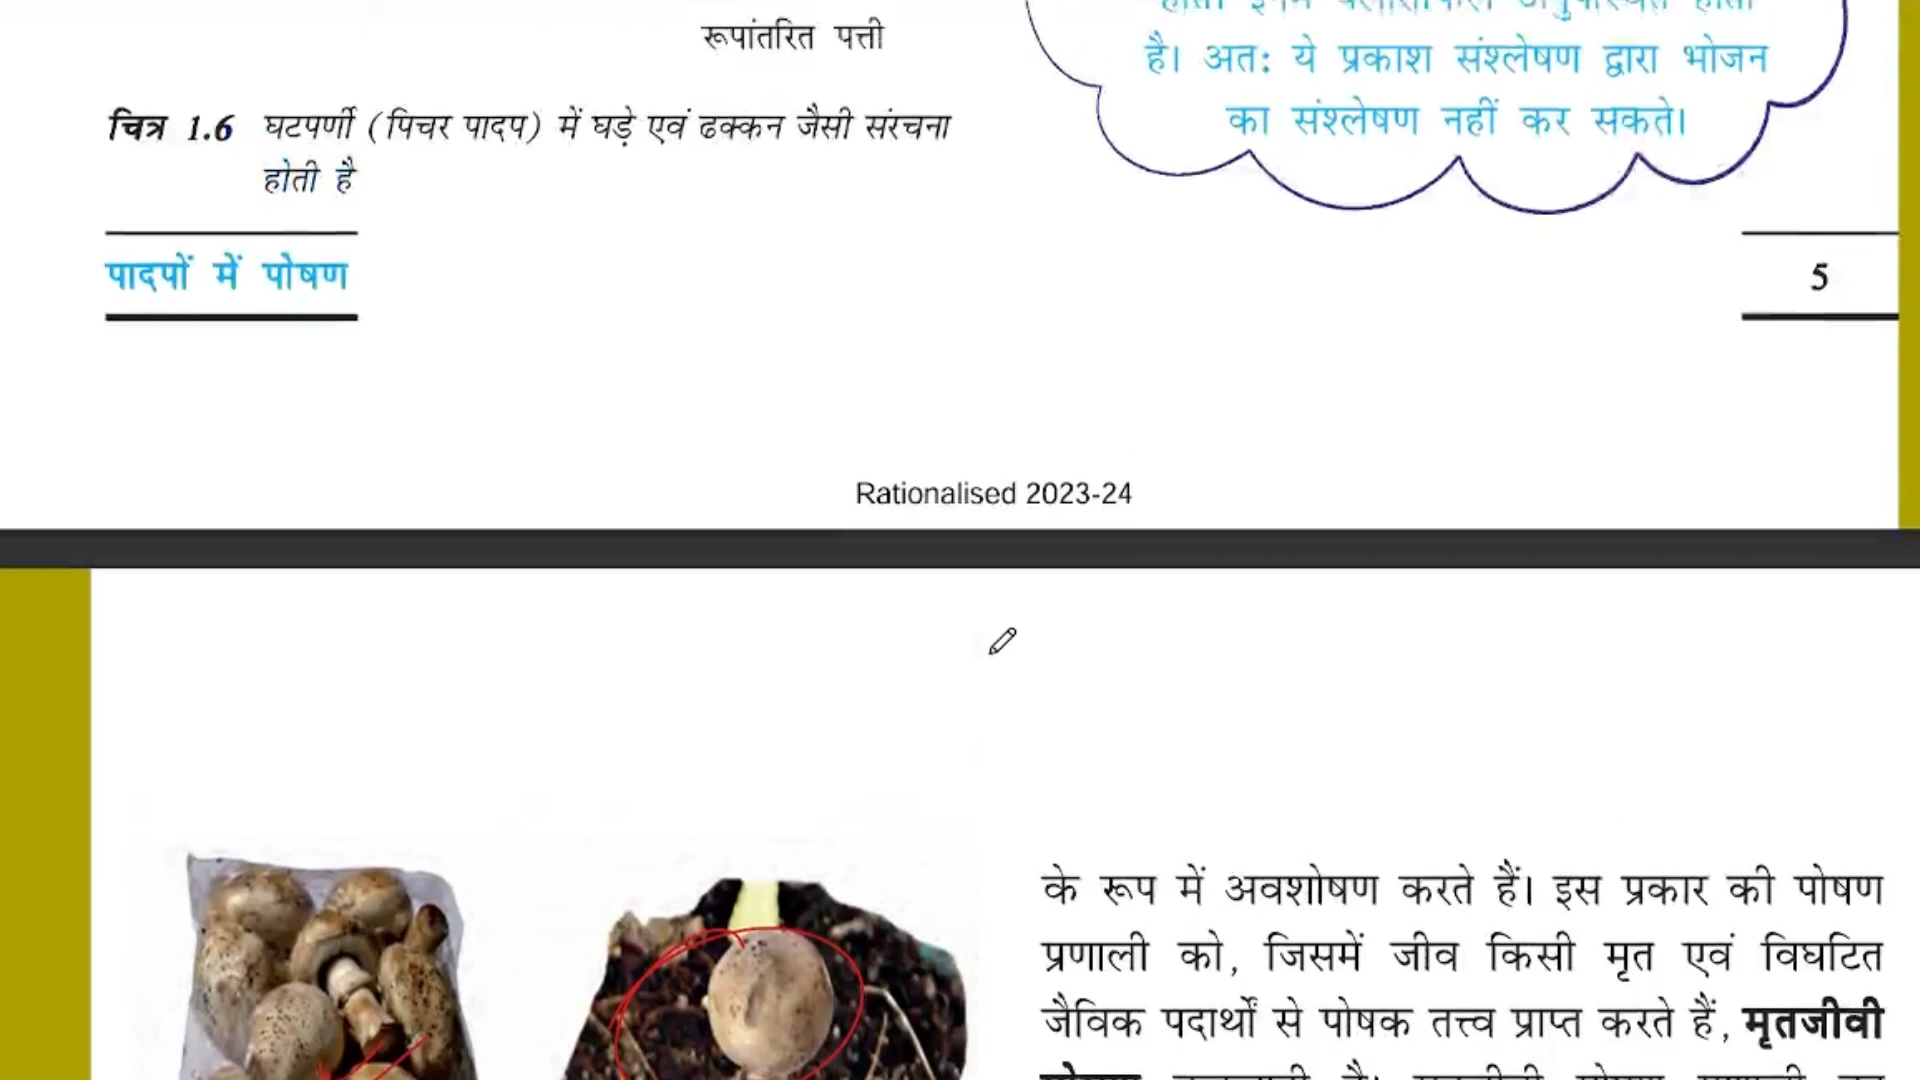 रूपांतरित पत्ती
है। अत: ये प्रकाश संश्लेषण द्वारा भोजन
का संश्लेषण नहीं कर सकते।
चित्र 1.6 घटपर्णी (पिचर पादप) में घड़े एवं ढक्कन जैसी संरचना
होती है
पादपों में पोषण
5
Rationalised 2023-24
के रूप में अवशोषण करते हैं। इस प्रकार की पोषण
प्रणाली को, जिसमें जीव किसी मृत एवं विघटित
जैविक पदार्थों से पोषक तत्त्व प्राप्त करते हैं, मृतजीवी